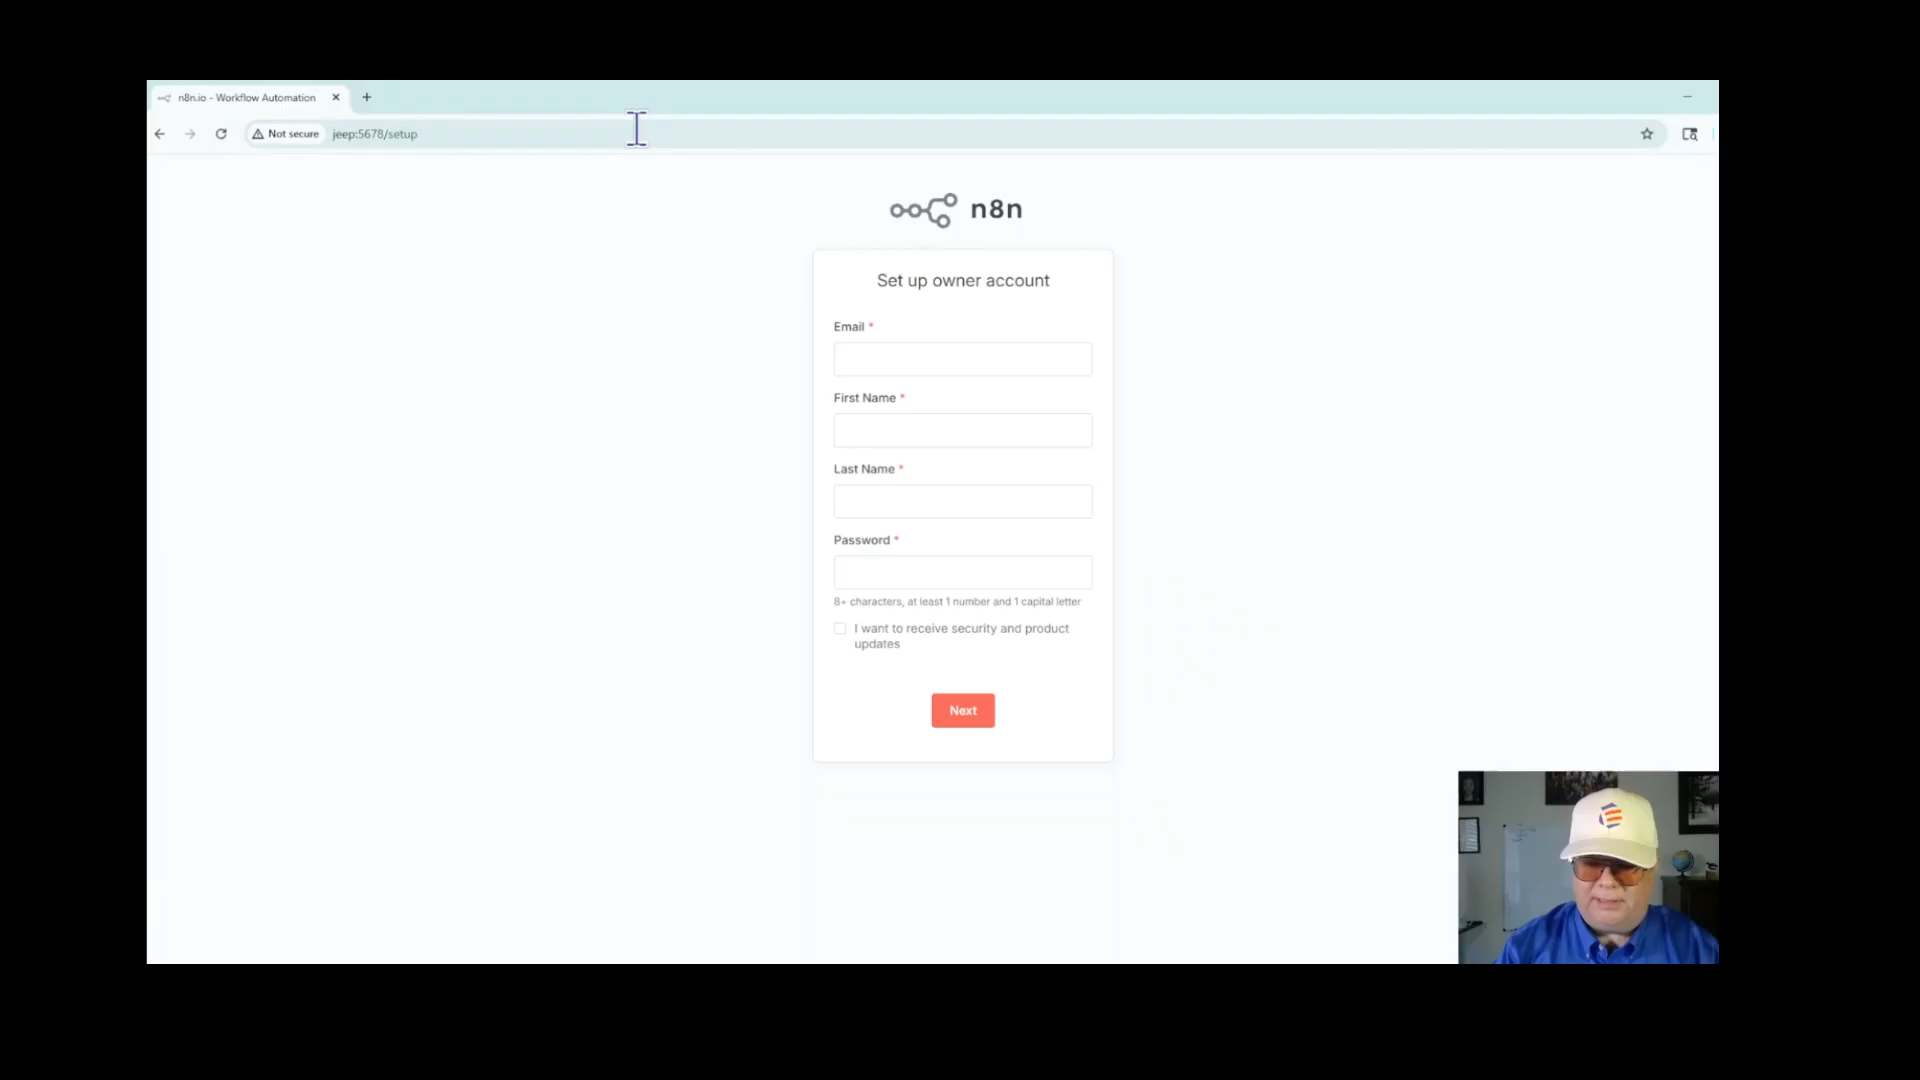 n8n.io - Workflow Automation
Not secure
jeep:5678/setup
n8n
Set up owner account
Email *
First Name *
Last Name *
Password *
8+ characters, at least 1 number and 1 capital letter
I want to receive security and product
updates
Next